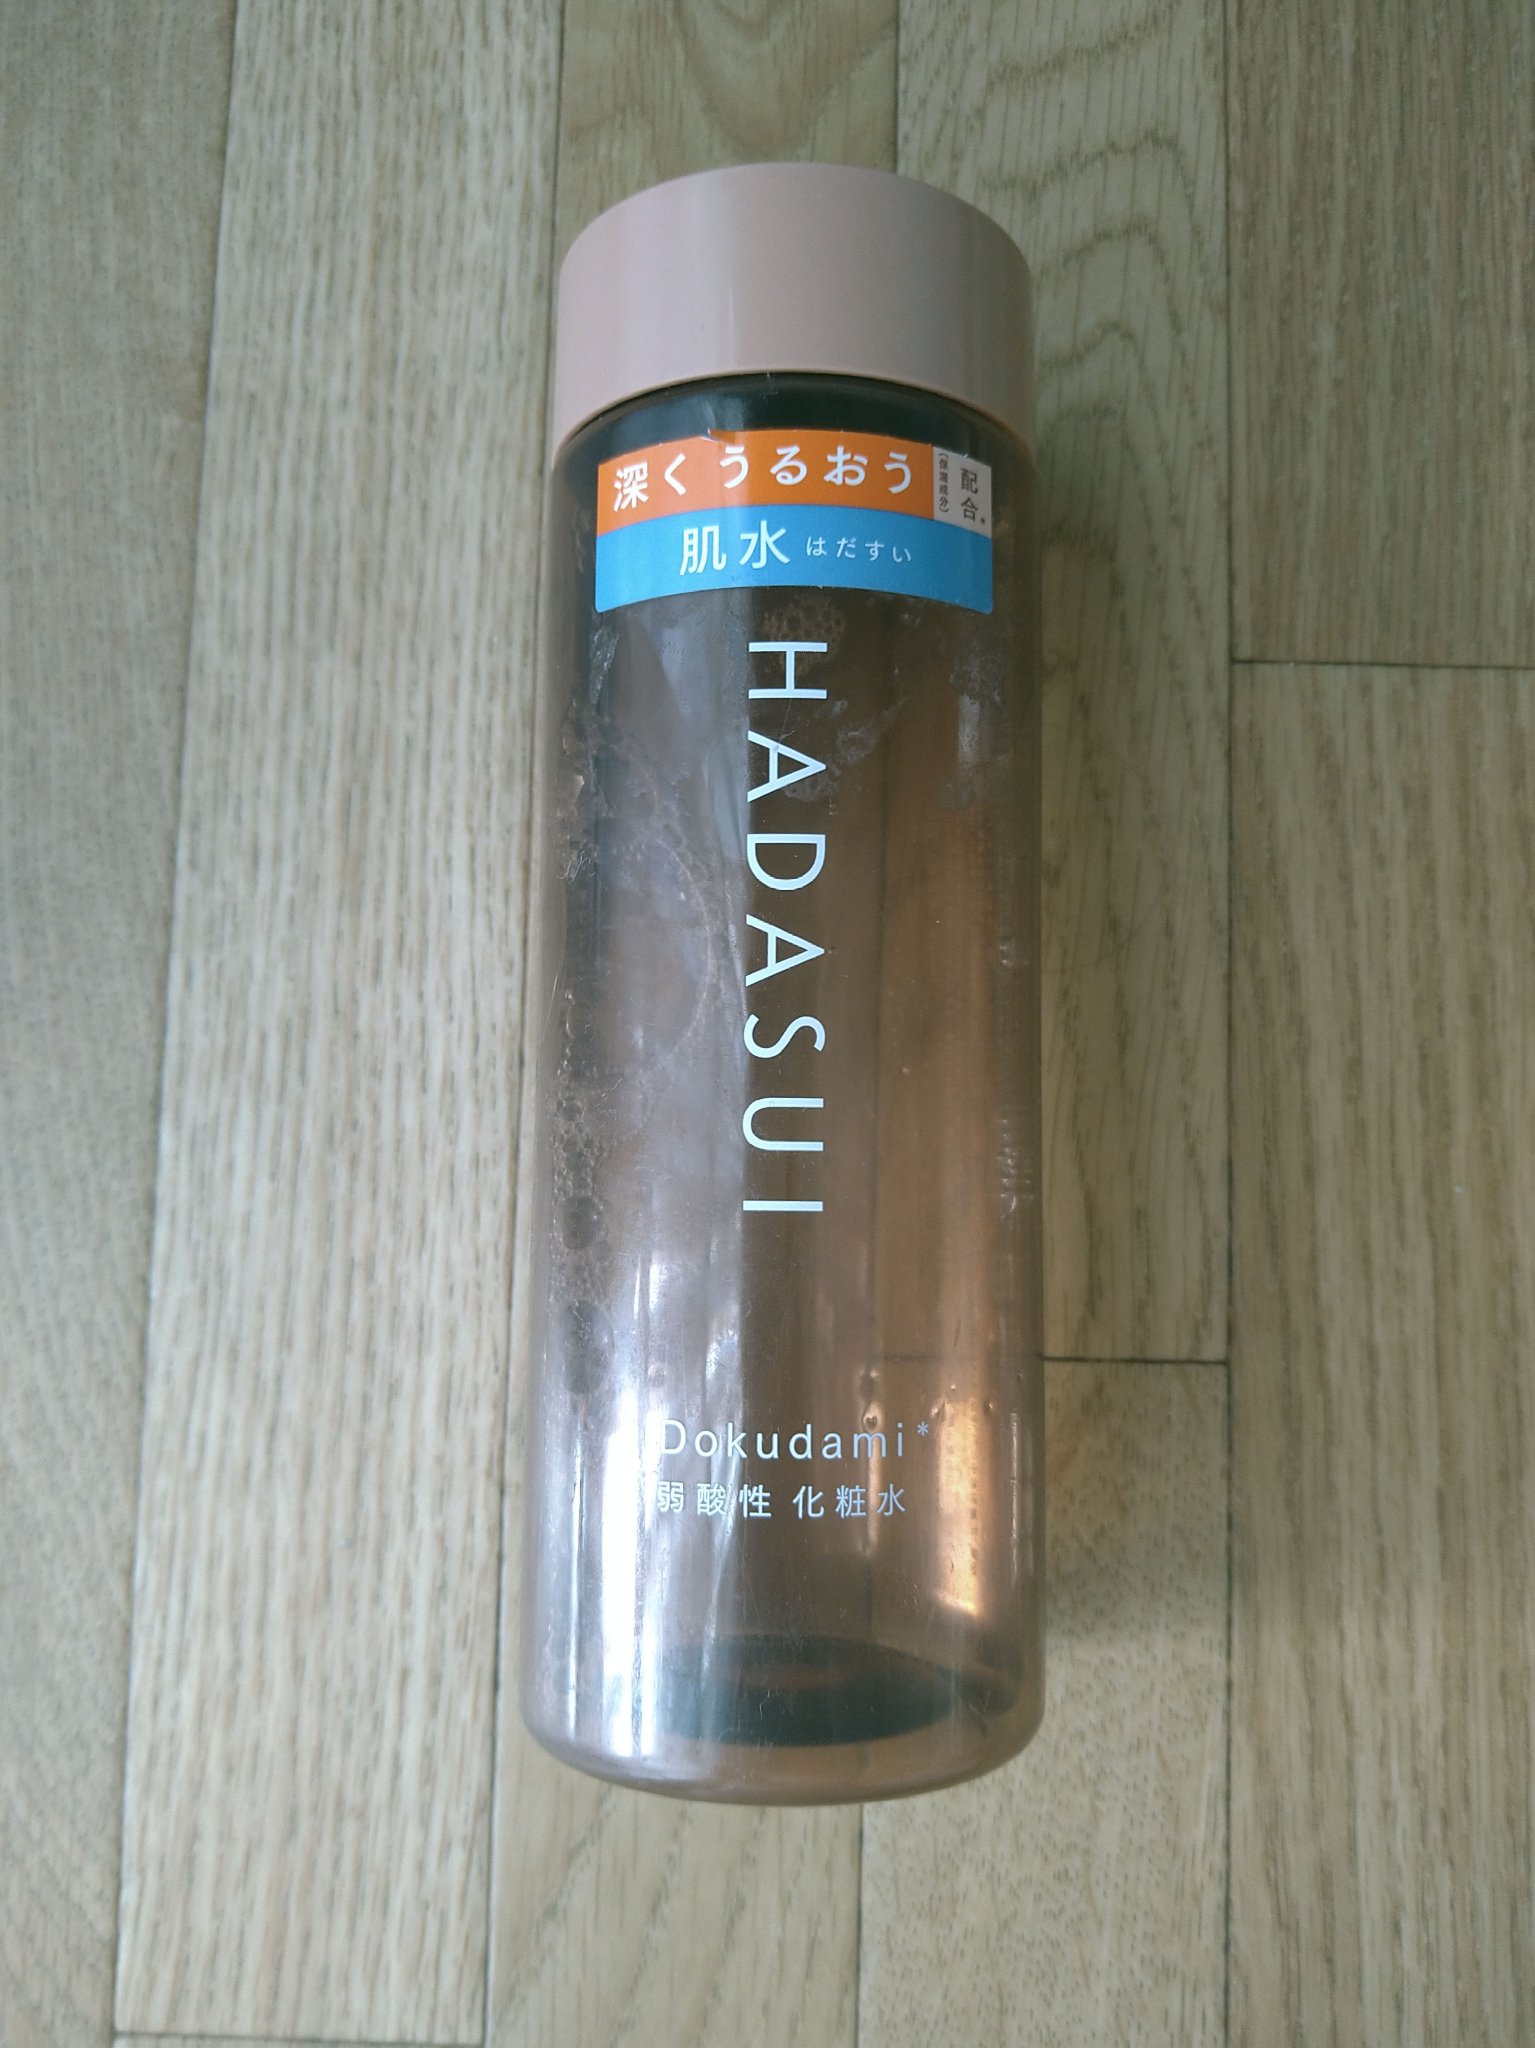 深くうるおう
(保湿成分)
配合。
肌水 はだすい
HADASUI
Dokudami*
弱酸性 化粧水